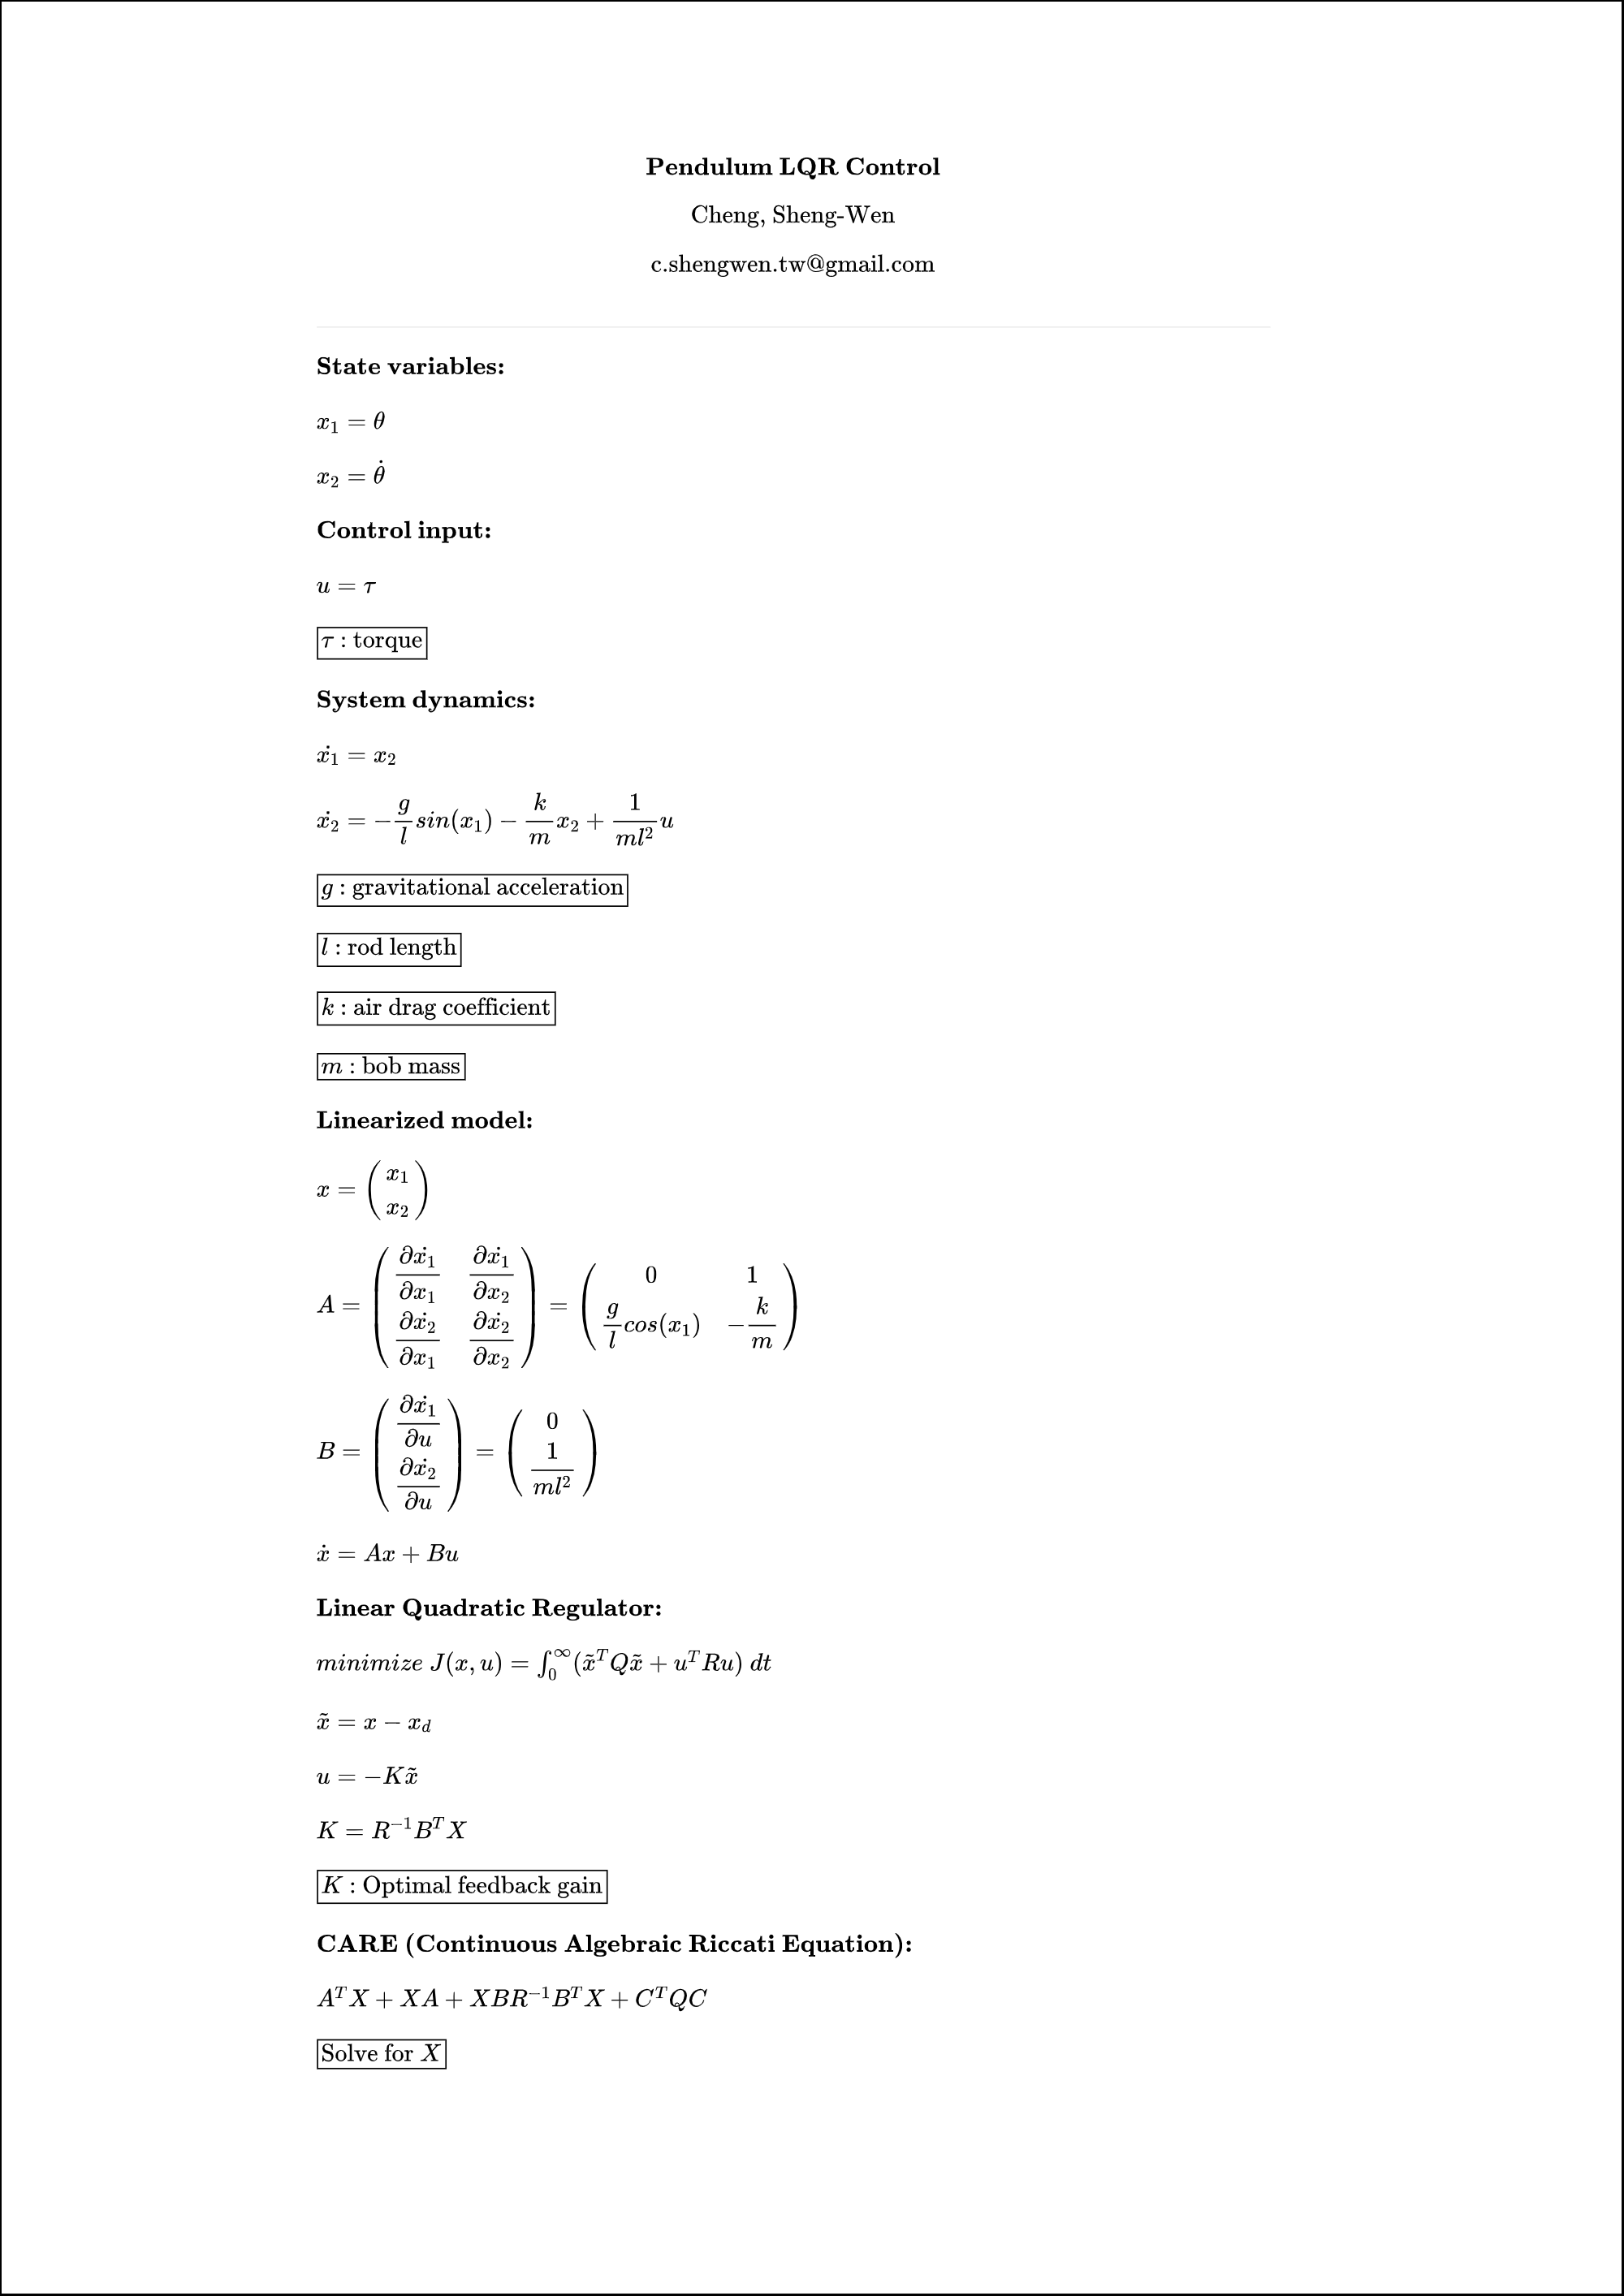 Pendulum LQR Control
Cheng, Sheng-Wen
c.shengwen.tw@gmail.com
State variables:
$x_1 = \theta$
$x_2 = \dot{\theta}$
Control input:
$u = \tau$
$\tau$ : torque
System dynamics:
$\dot{x_1} = x_2$
$\dot{x_2} = -\frac{g}{l} sin(x_1) - \frac{k}{m} x_2 + \frac{1}{ml^2} u$
$g$ : gravitational acceleration
$l$ : rod length
$k$ : air drag coefficient
$m$ : bob mass
Linearized model:
$x = \begin{pmatrix} x_1 \\ x_2 \end{pmatrix}$
$A = \begin{pmatrix} \frac{\partial \dot{x_1}}{\partial x_1} & \frac{\partial \dot{x_1}}{\partial x_2} \\ \frac{\partial \dot{x_2}}{\partial x_1} & \frac{\partial \dot{x_2}}{\partial x_2} \end{pmatrix} = \begin{pmatrix} 0 & 1 \\ \frac{g}{l} cos(x_1) & -\frac{k}{m} \end{pmatrix}$
$B = \begin{pmatrix} \frac{\partial \dot{x_1}}{\partial u} \\ \frac{\partial \dot{x_2}}{\partial u} \end{pmatrix} = \begin{pmatrix} 0 \\ \frac{1}{ml^2} \end{pmatrix}$
$\dot{x} = Ax + Bu$
Linear Quadratic Regulator:
$minimize \; J(x, u) = \int_0^\infty (\tilde{x}^T Q \tilde{x} + u^T R u) \; dt$
$\tilde{x} = x - x_d$
$u = -K\tilde{x}$
$K = R^{-1} B^T X$
$K$ : Optimal feedback gain
CARE (Continuous Algebraic Riccati Equation):
$A^T X + XA + XBR^{-1}B^T X + C^T QC$
Solve for $X$